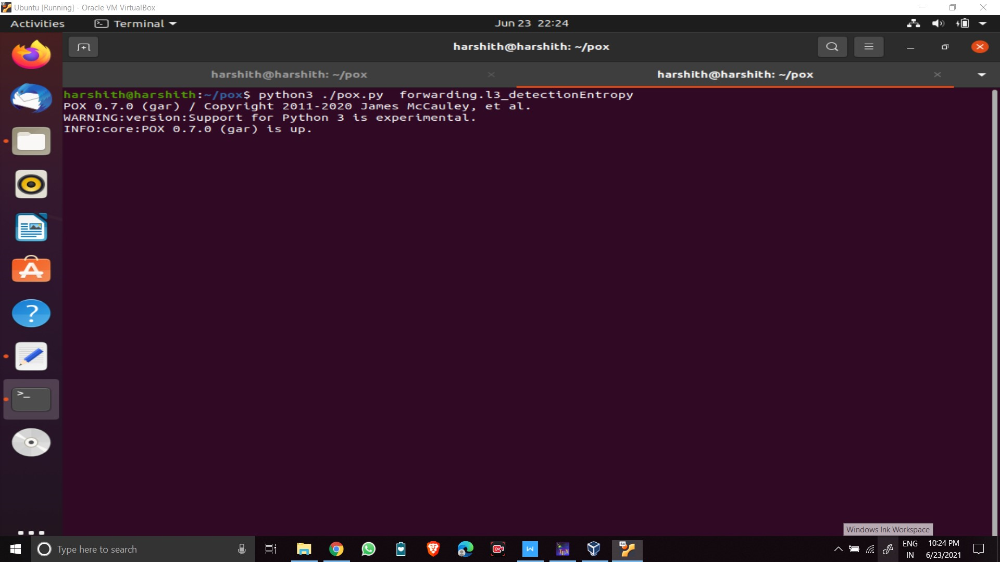 Ubuntu [Running] - Oracle VM VirtualBox
Activities
Terminal
Jun 23 22:24
harshith@harshith: ~/pox
harshith@harshith: ~/pox
harshith@harshith: ~/pox
harshith@harshith:~/pox$ python3 ./pox.py  forwarding.l3_detectionEntropy
POX 0.7.0 (gar) / Copyright 2011-2020 James McCauley, et al.
WARNING:version:Support for Python 3 is experimental.
INFO:core:POX 0.7.0 (gar) is up.
Windows Ink Workspace
Type here to search
W
TEX
64
ENG
IN
10:24 PM
6/23/2021